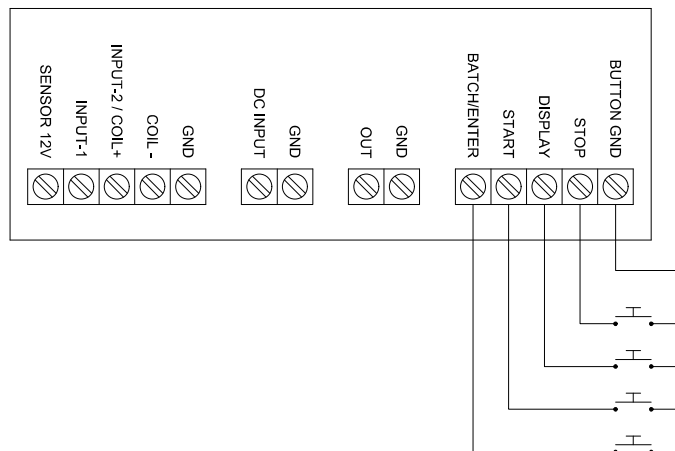 SENSOR 12V
INPUT-1
INPUT-2 / COIL+
COIL -
GND
DC INPUT
GND
OUT
GND
BATCH/ENTER
START
DISPLAY
STOP
BUTTON GND